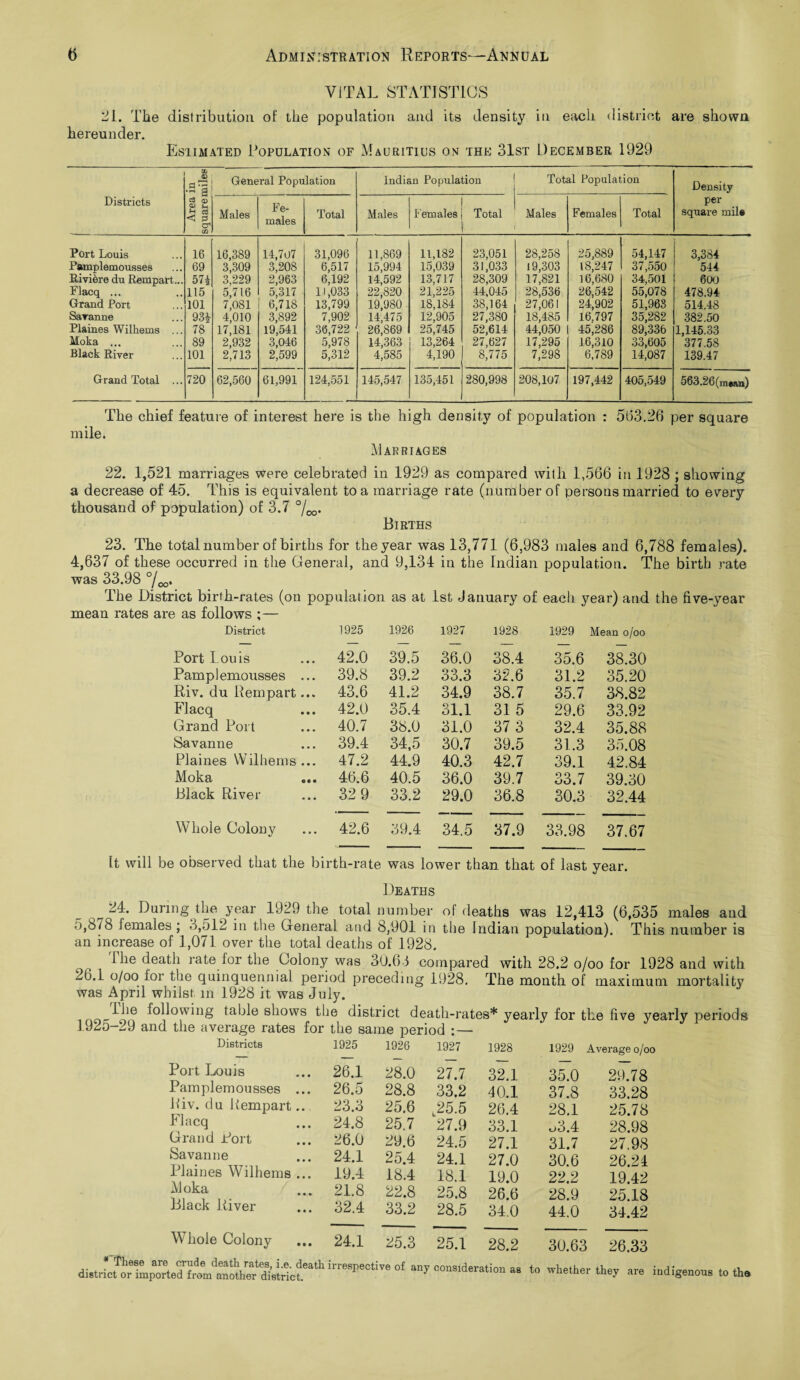 6 Administration Reports—Annual
VITAL STATISTICS
21. The distribution of the population and its density in each district are shown
hereunder.
Estimated Population of Mauritius on the 31st December 1929
Districts | Area in square miles | General Population | Indian Population | Total Population | Density per square mile
Males | Fe-males | Total | Males | Females | Total | Males | Females | Total
Port Louis ... 16 16,389 14,707 31,096 11,869 11,182 23,051 28,258 25,889 54,147 3,384
Pamplemousses ... 69 3,309 3,208 6,517 15,994 15,039 31,033 19,303 18,247 37,550 544
Rivière du Rempart... 57½ 3,229 2,963 6,192 14,592 13,717 28,309 17,821 16,680 34,501 600
Flacq ... .. 115 5,716 5,317 11,033 22,820 21,225 44,045 28,536 26,542 55,078 478.94
Grand Port ... 101 7,081 6,718 13,799 19,980 18,184 38,164 27,061 24,902 51,963 514.48
Savanne ... 93½ 4,010 3,892 7,902 14,475 12,905 27,380 18,485 16,797 35,282 382.50
Plaines Wilhems ... 78 17,181 19,541 36,722 26,869 25,745 52,614 44,050 45,286 89,336 1,145.33
Moka ... ... 89 2,932 3,046 5,978 14,363 13,264 27,627 17,295 16,310 33,605 377.58
Black River ... 101 2,713 2,599 5,312 4,585 4,190 8,775 7,298 6,789 14,087 139.47
Grand Total ... 720 62,560 61,991 124,551 145,547 135,451 280,998 208,107 197,442 405,549 563.26(mean)
The chief feature of interest here is the high density of population : 563.26 per square
mile.
Marriages
22. 1,521 marriages were celebrated in 1929 as compared with 1,566 in 1928 ; showing
a decrease of 45. This is equivalent to a marriage rate (number of persons married) to every
thousand of population) of 3.7 °/oo.
Births
23. The total number of births for the year was 13,771 (6,983 males and 6,788 females).
4,637 of these occurred in the General, and 9,134 in the Indian population. The birth rate
was 33.98 °/oo.
The District birth-rates (on population as at 1st January of each year) and the five-year
mean rates are as follows ;—
District 1925 1926 1927 1928 1929 Mean o/oo
Port Louis ... 42.0 39.5 36.0 38.4 35.6 38.30
Pamplemousses ... 39.8 39.2 33.3 32.6 31.2 35.20
Riv. du Rempart ... 43.6 41.2 34.9 38.7 35.7 38.82
Flacq ... 42.0 35.4 31.1 31 5 29.6 33.92
Grand Port ... 40.7 38.0 31.0 37 3 32.4 35.88
Savanne ... 39.4 34,5 30.7 39.5 31.3 35.08
Plaines Wilhems ... 47.2 44.9 40.3 42.7 39.1 42.84
Moka ... 46.6 40.5 36.0 39.7 33.7 39.30
Black River ... 32 9 33.2 29.0 36.8 30.3 32.44
Whole Colony ... 42.6 39.4 34.5 37.9 33.98 37.67
It will be observed that the birth-rate was lower than that of last year.
Deaths
24. During the year 1929 the total number of deaths was 12,413 (6,535 males and
5,878 females ; 3,512 in the General and 8,901 in the Indian population). This number is
an increase of 1,071 over the total deaths of 1928.
The death rate for the Colony was 30.63 compared with 28.2 o/oo for 1928 and with
26.1 o/oo for the quinquennial period preceding 1928. The month of maximum mortality
was April whilst in 1928 it was July.
The following table shows the district death-rates* yearly for the five yearly periods
1925–29 and the average rates for the same period :—
Districts 1925 1926 1927 1928 1929 Average o/oo
Port Louis ... 26.1 28.0 27.7 32.1 35.0 29.78
Pamplemousses ... 26.5 28.8 33.2 40.1 37.8 33.28
Riv. du Rempart .. 23.3 25.6 25.5 26.4 28.1 25.78
Flacq ... 24.8 25.7 27.9 33.1 33.4 28.98
Grand Port ... 26.0 29.6 24.5 27.1 31.7 27.98
Savanne ... 24.1 25.4 24.1 27.0 30.6 26.24
Plaines Wilhems ... 19.4 18.4 18.1 19.0 22.2 19.42
Moka ... 21.8 22.8 25.8 26.6 28.9 25.18
Black River ... 32.4 33.2 28.5 34.0 44.0 34.42
Whole Colony ... 24.1 25.3 25.1 28.2 30.63 26.33
* These are crude death rates, i.e. death irrespective of any consideration as to whether they are indigenous to the
district or imported from another district.